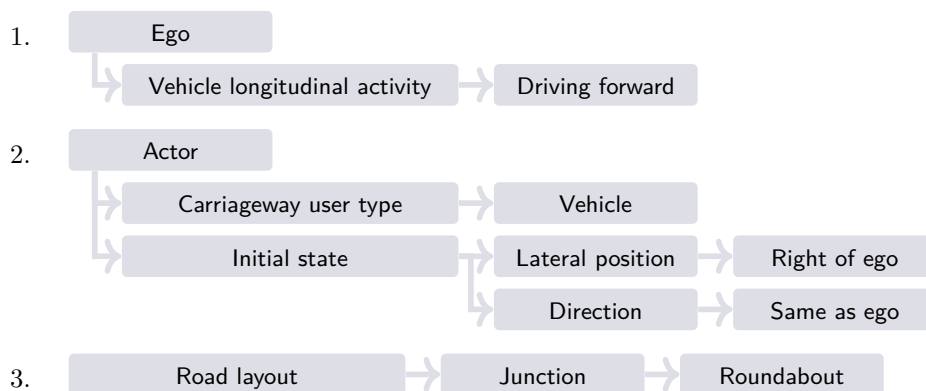 1. Ego
Vehicle longitudinal activity Driving forward
2. Actor
Carriageway user type Vehicle
Initial state Lateral position Right of ego
Direction Same as ego
3. Road layout Junction Roundabout